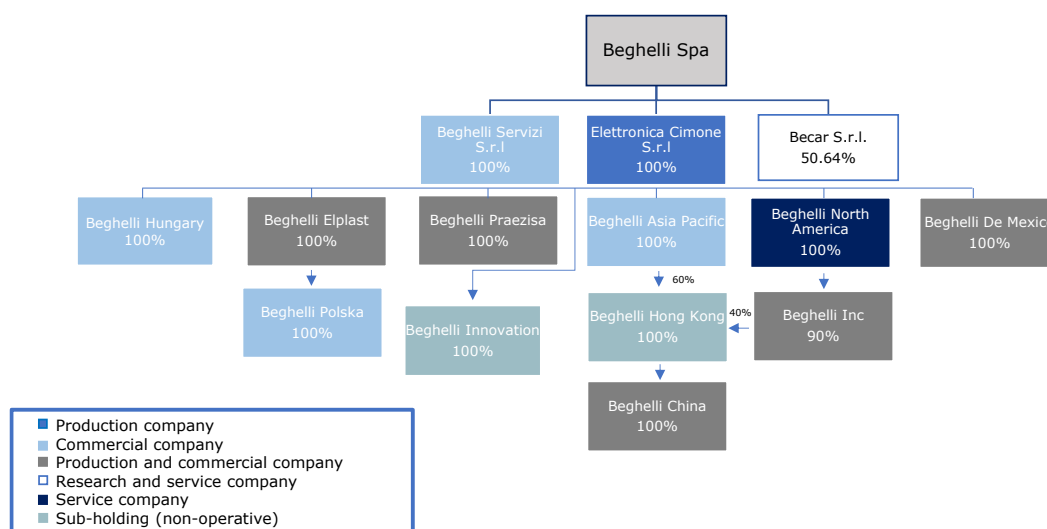 Beghelli Spa
Beghelli Servizi
S.r.l
100%
Elettronica Cimone
S.r.l
100%
Becar S.r.l.
50.64%
Beghelli Hungary
100%
Beghelli Elplast
100%
Beghelli Praezisa
100%
Beghelli Asia Pacific
100%
Beghelli North
America
100%
Beghelli De Mexico
100%
60%
Beghelli Polska
100%
Beghelli Innovation
100%
Beghelli Hong Kong
100%
40%
Beghelli Inc
90%
Beghelli China
100%
Production company
Commercial company
Production and commercial company
Research and service company
Service company
Sub-holding (non-operative)